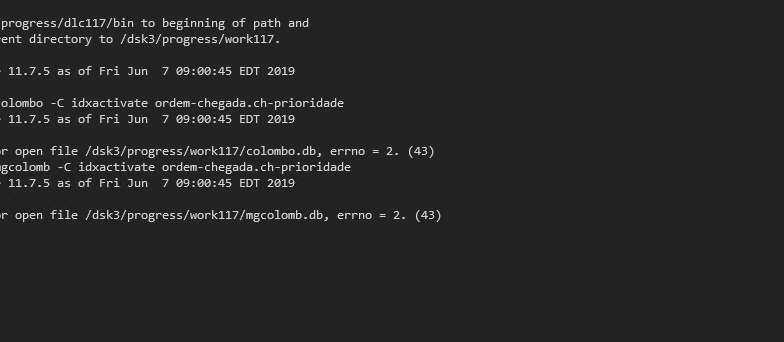 progress/dlc117/bin to beginning of path and
ent directory to /dsk3/progress/work117.
11.7.5 as of Fri Jun  7 09:00:45 EDT 2019
olombo -C idxactivate ordem-chegada.ch-prioridade
11.7.5 as of Fri Jun  7 09:00:45 EDT 2019
r open file /dsk3/progress/work117/colombo.db, errno = 2. (43)
gcolomb -C idxactivate ordem-chegada.ch-prioridade
11.7.5 as of Fri Jun  7 09:00:45 EDT 2019
r open file /dsk3/progress/work117/mgcolomb.db, errno = 2. (43)